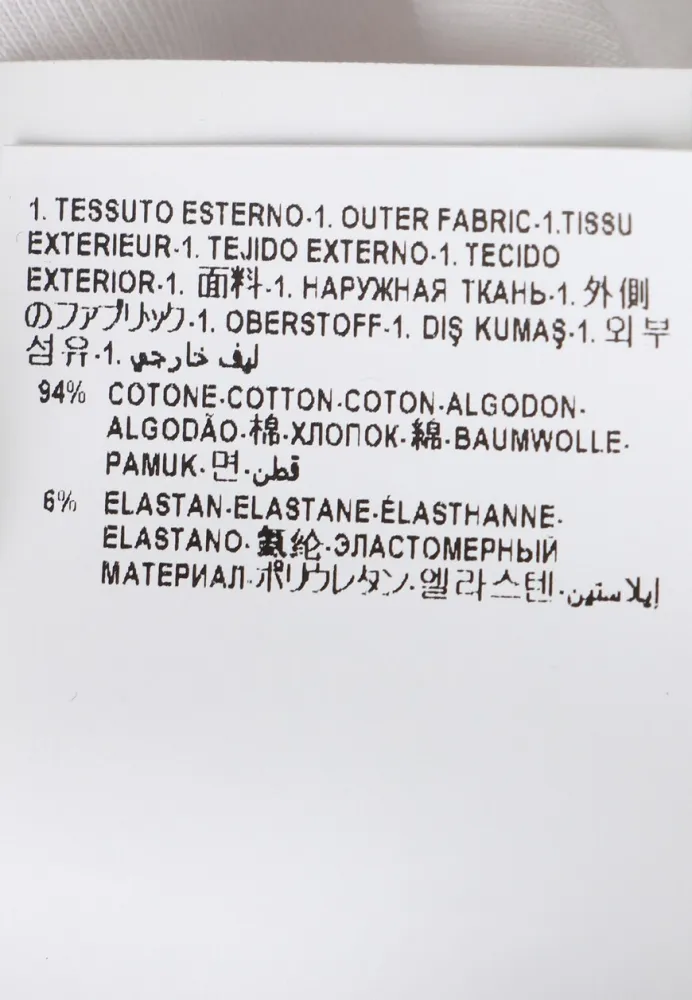 1. TESSUTO ESTERNO-1. OUTER FABRIC-1.TISSU
EXTERIEUR-1. TEJIDO EXTERNO-1. TECIDO
EXTERIOR-1. 面料-1. НАРУЖНАЯ ТКАНЬ-1. 外側
のファブリック-1. OBERSTOFF-1. DIŞ KUMAŞ-1. 외부
섬유-1. ليف خارجي
94% COTONE-COTTON-COTON-ALGODON-
ALGODÃO-棉-ХЛОПОК-綿-BAUMWOLLE-
PAMUK-면-قطن
6% ELASTAN-ELASTANE-ÉLASTHANNE-
ELASTANO-氨纶-ЭЛАСТОМЕРНЫЙ
МАТЕРИАЛ-ポリウレタン-엘라스텐-إيلاستين